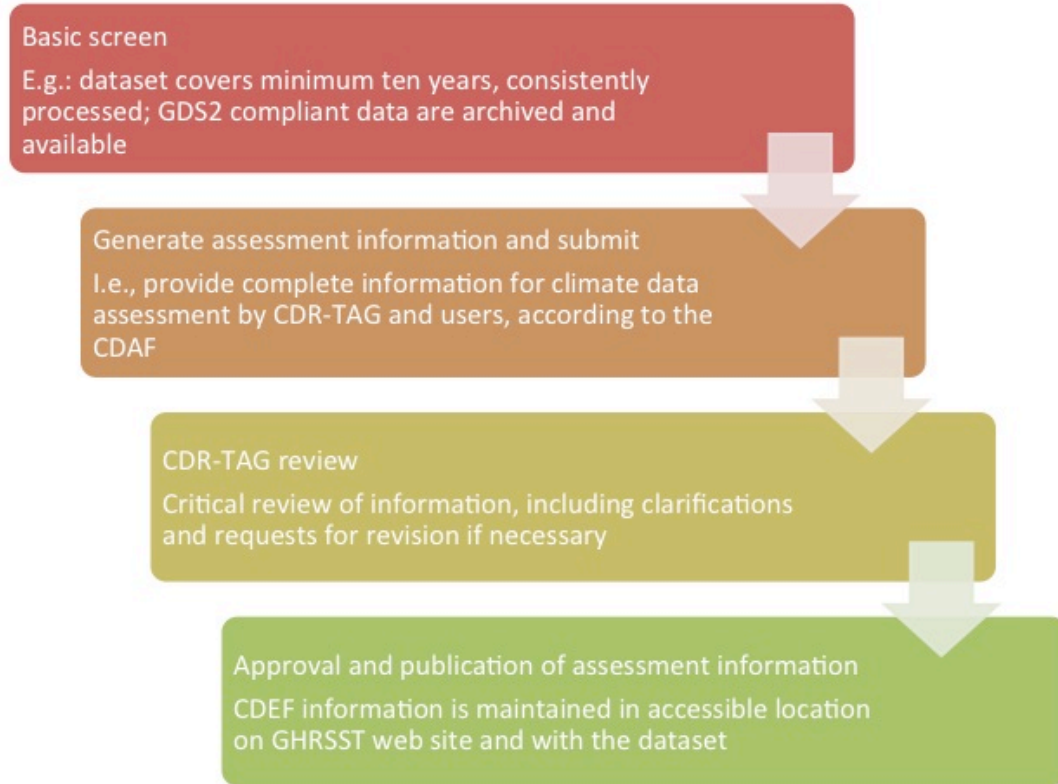 Basic screen
E.g.: dataset covers minimum ten years, consistently
processed; GDS2 compliant data are archived and
available
Generate assessment information and submit
I.e., provide complete information for climate data
assessment by CDR-TAG and users, according to the
CDAF
CDR-TAG review
Critical review of information, including clarifications
and requests for revision if necessary
Approval and publication of assessment information
CDEF information is maintained in accessible location
on GHRSST web site and with the dataset